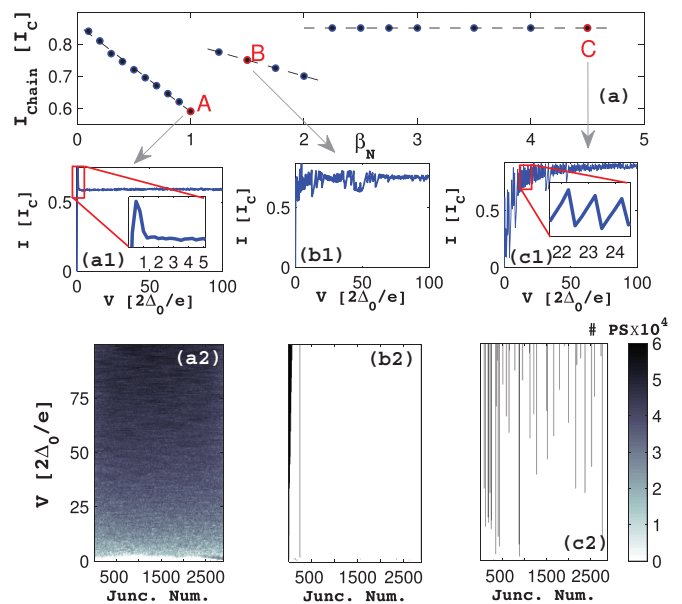 I_Chain [I_C]
0.8
0.7
0.6
A
B
C
(a)
0 1 2 3 4 5
β_N
I [I_C]
0.5
0
(a1)
1 2 3 4 5
0 50 100
V [2Δ_0/e]
I [I_C]
0.5
0
(b1)
0 50 100
V [2Δ_0/e]
I [I_C]
0.5
0
(c1)
22 23 24
0 50 100
V [2Δ_0/e]
# PSx10^4
V [2Δ_0/e]
75
50
25
0
(a2)
500 1500 2500
Junc. Num.
(b2)
500 1500 2500
Junc. Num.
(c2)
500 1500 2500
Junc. Num.
6
5
4
3
2
1
0